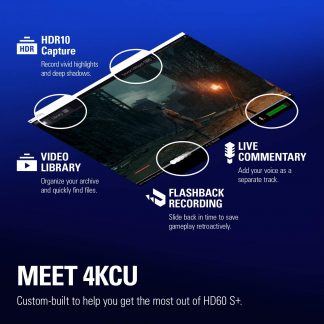 HDR10
Capture
HDR
Record vivid highlights
and deep shadows.
VIDEO
LIBRARY
Organize your archive
and quickly find files.
LIVE
COMMENTARY
Add your voice as a
separate track.
FLASHBACK
RECORDING
Slide back in time to save
gameplay retroactively.
MEET 4KCU
Custom-built to help you get the most out of HD60 S+.